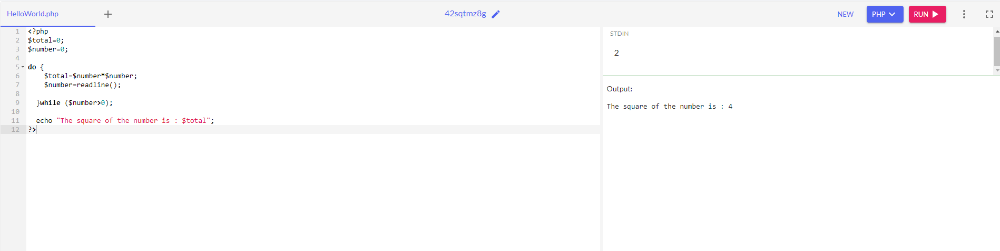 HelloWorld.php + 42sqtmz8g NEW PHP RUN
1 <?php
2 $total=0;
3 $number=0;
4
5 do {
6     $total=$number*$number;
7     $number=readline();
8
9   }while ($number>0);
10
11   echo "The square of the number is : $total";
12 ?>
STDIN
2
Output:
The square of the number is : 4